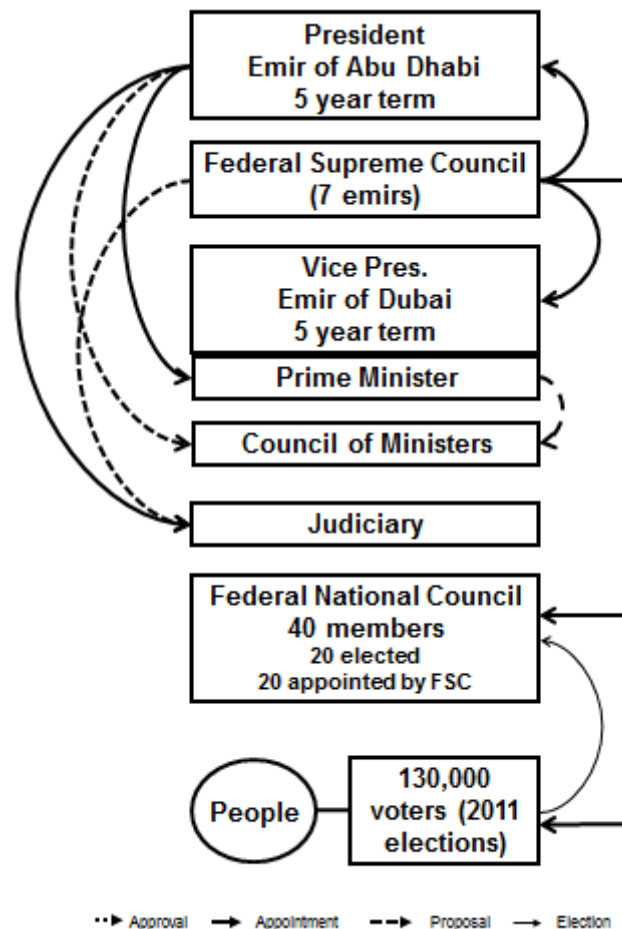 President
Emir of Abu Dhabi
5 year term
Federal Supreme Council
(7 emirs)
Vice Pres.
Emir of Dubai
5 year term
Prime Minister
Council of Ministers
Judiciary
Federal National Council
40 members
20 elected
20 appointed by FSC
People
130,000
voters (2011
elections)
Approval Appointment Proposal Election